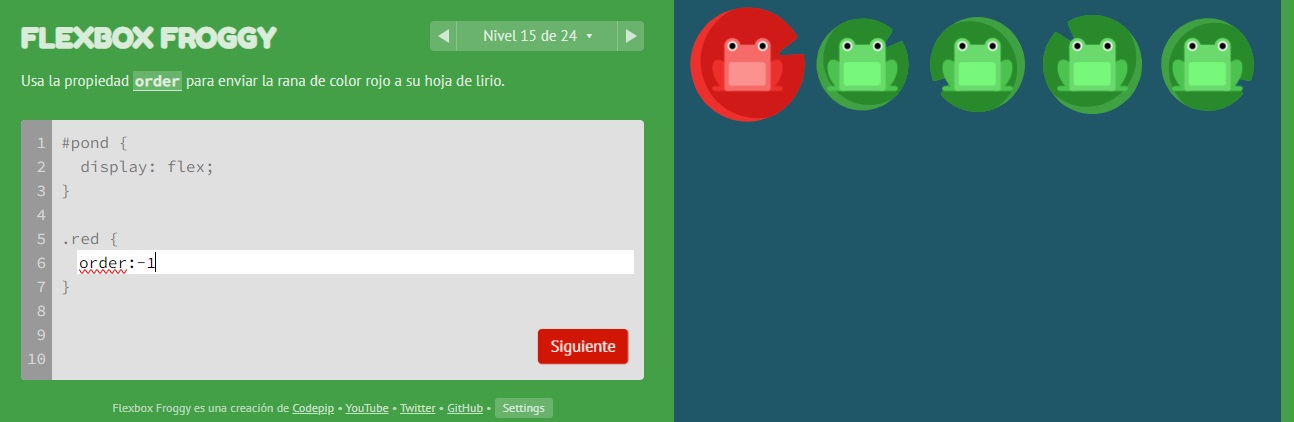 FLEXBOX FROGGY
Nivel 15 de 24
Usa la propiedad order para enviar la rana de color rojo a su hoja de lirio.
1 #pond {
2 display: flex;
3 }
4
5 .red {
6 order:-1
7 }
8
9
10
Siguiente
Flexbox Froggy es una creación de Codepip • YouTube • Twitter • GitHub • Settings